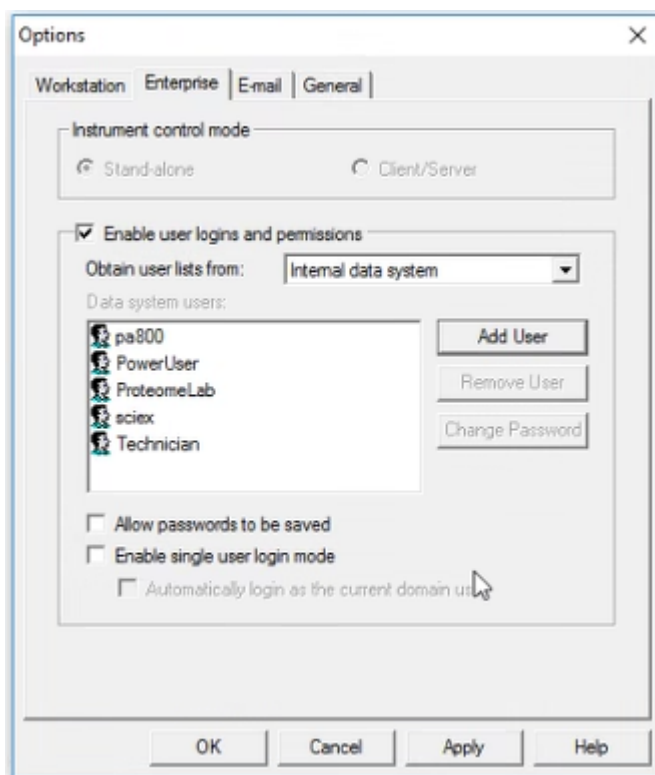 Options
Workstation Enterprise E-mail General
Instrument control mode
Stand-alone Client/Server
Enable user logins and permissions
Obtain user lists from: Internal data system
Data system users:
pa800
PowerUser
ProteomeLab
sciex
Technician
Add User
Remove User
Change Password
Allow passwords to be saved
Enable single user login mode
Automatically login as the current domain
OK Cancel Apply Help